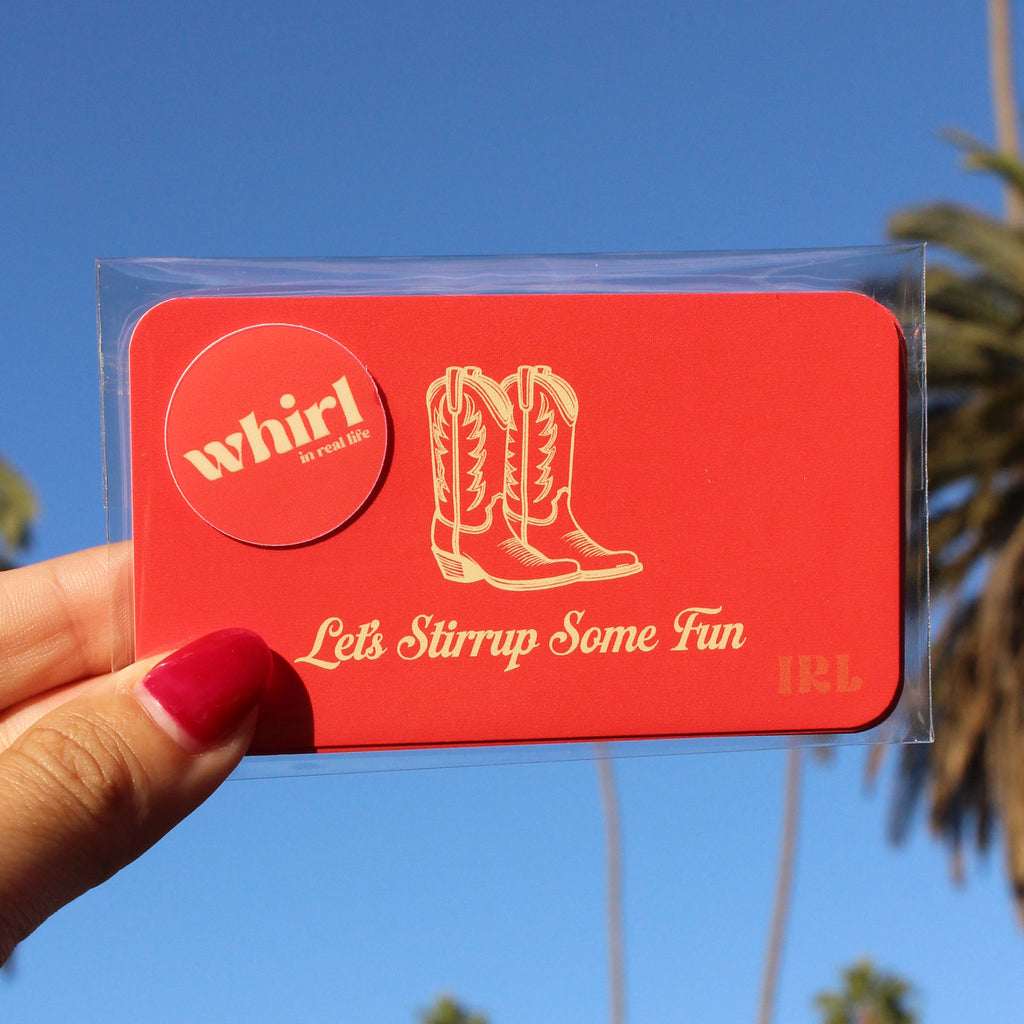 whirl
in real life
Let's Stirrup Some Fun
IRL